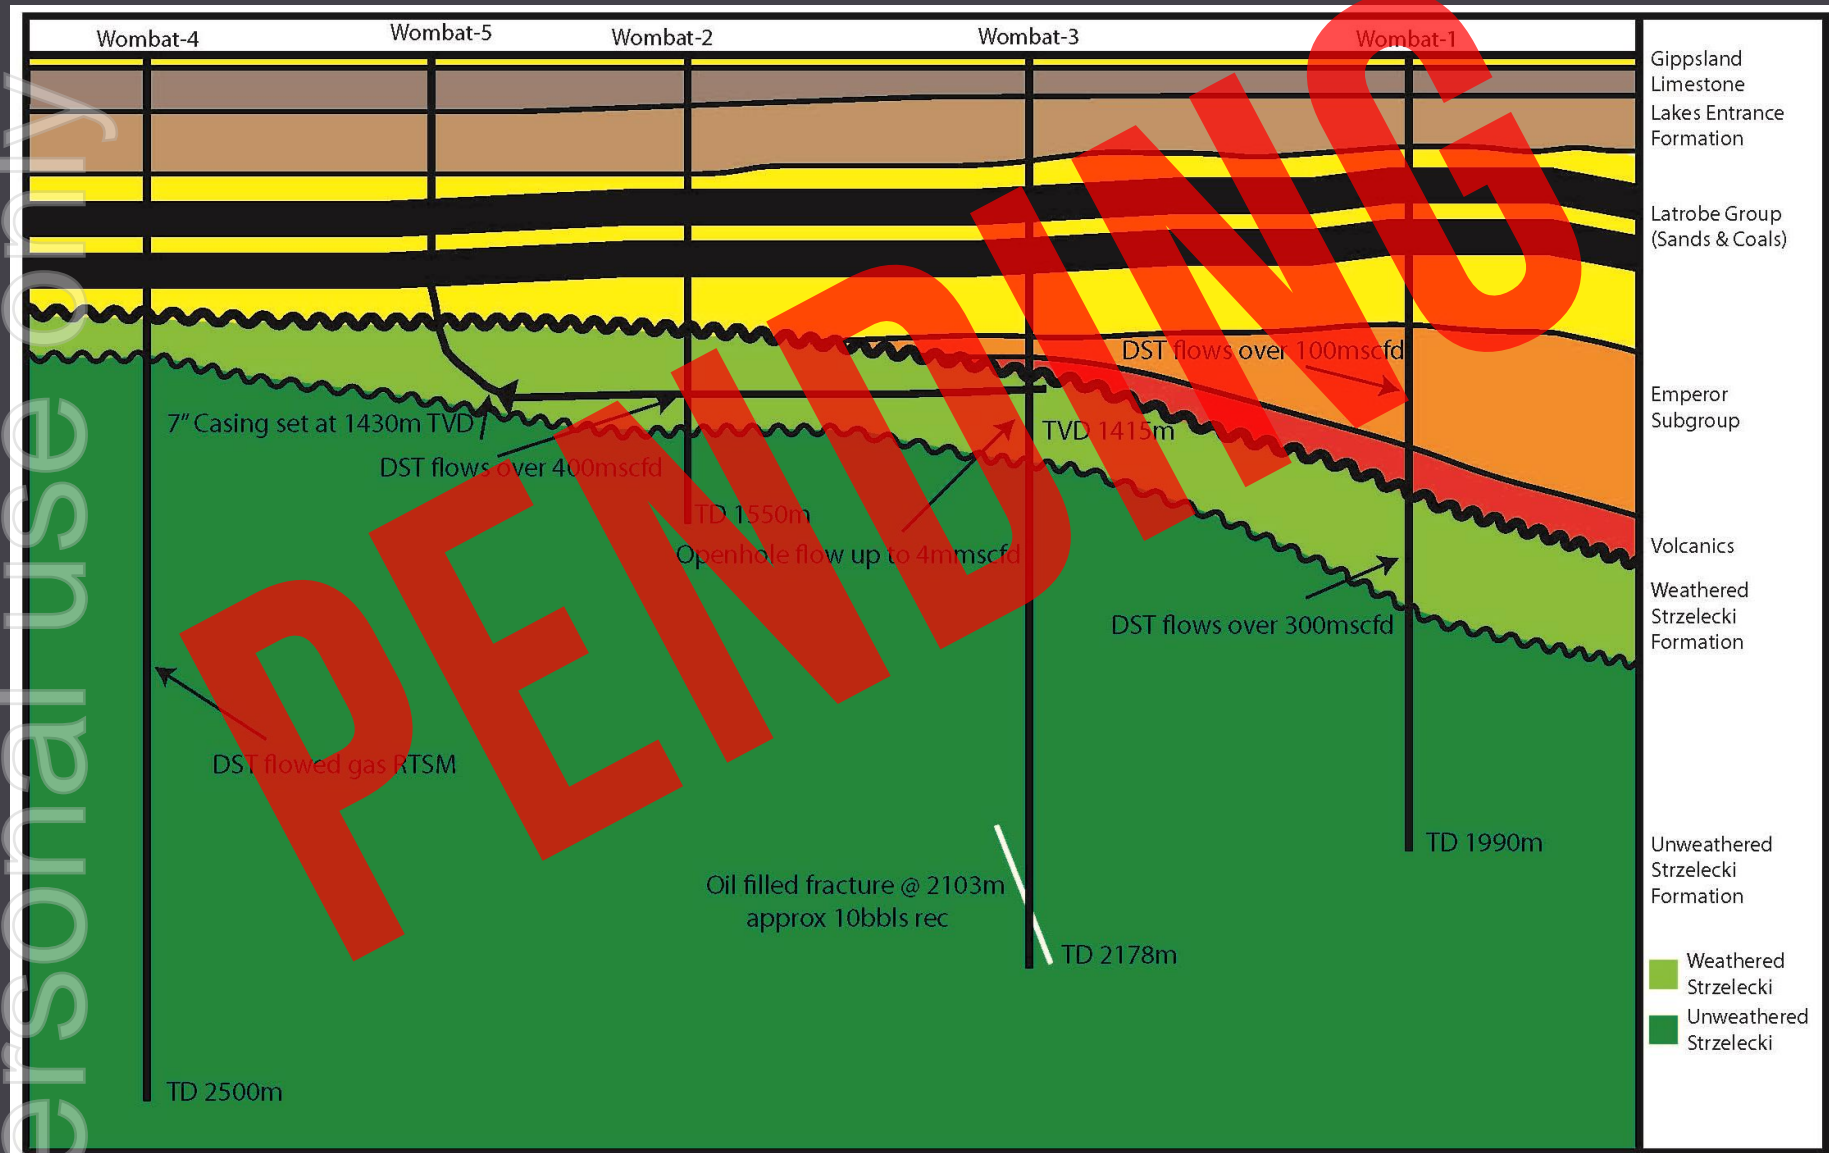 Wombat-4
Wombat-5
Wombat-2
Wombat-3
Wombat-1
Gippsland
Limestone
Lakes Entrance
Formation
Latrobe Group
(Sands & Coals)
DST flows over 100mscfd
Emperor
Subgroup
7" Casing set at 1430m TVD
TVD 1415m
DST flows over 400mscfd
TD 1550m
Openhole flow up to 4mmscfd
Volcanics
Weathered
Strzelecki
Formation
DST flows over 300mscfd
DST flowed gas RTSM
TD 1990m
Unweathered
Strzelecki
Formation
Oil filled fracture @ 2103m
approx 10bbls rec
TD 2178m
Weathered
Strzelecki
Unweathered
Strzelecki
TD 2500m
PENDING
ersonal use only